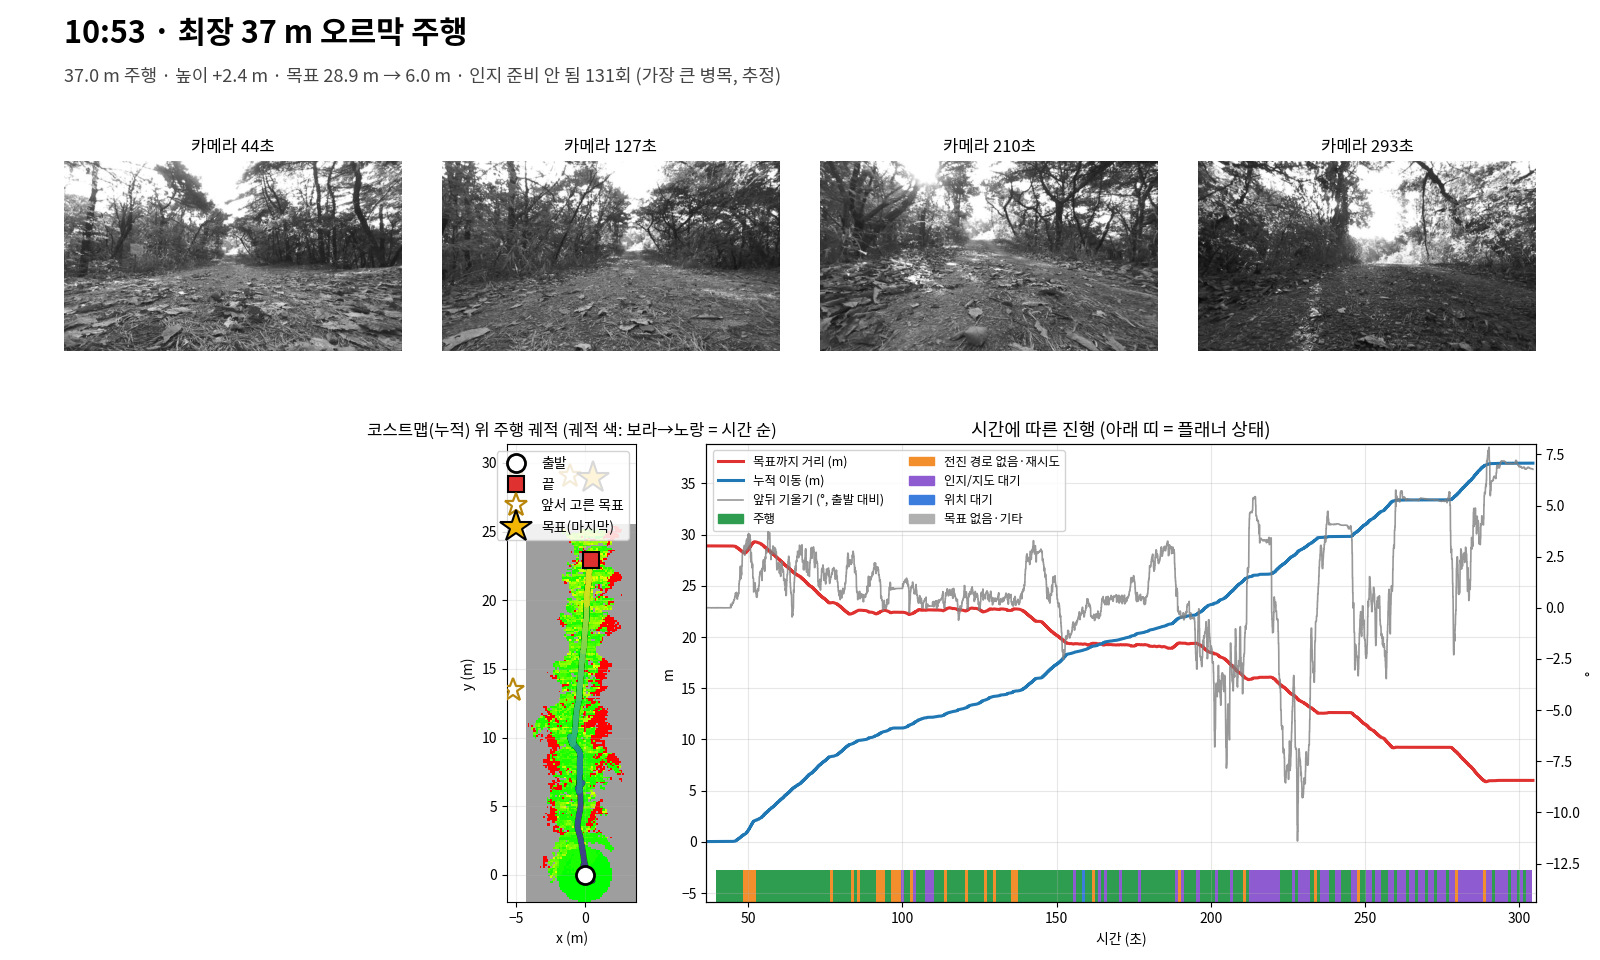 10:53 · 최장 37 m 오르막 주행
37.0 m 주행 · 높이 +2.4 m · 목표 28.9 m → 6.0 m · 인지 준비 안 됨 131회 (가장 큰 병목, 추정)
카메라 44초
카메라 127초
카메라 210초
카메라 293초
코스트맵(누적) 위 주행 궤적 (궤적 색: 보라→노랑 = 시간 순)
출발
끝
앞서 고른 목표
목표(마지막)
30
25
20
15
10
5
0
y (m)
−5
0
x (m)
시간에 따른 진행 (아래 띠 = 플래너 상태)
목표까지 거리 (m)
누적 이동 (m)
앞뒤 기울기 (°, 출발 대비)
주행
전진 경로 없음·재시도
인지/지도 대기
위치 대기
목표 없음·기타
35
30
25
20
15
10
5
0
−5
m
7.5
5.0
2.5
0.0
−2.5
−5.0
−7.5
−10.0
−12.5
°
50
100
150
200
250
300
시간 (초)